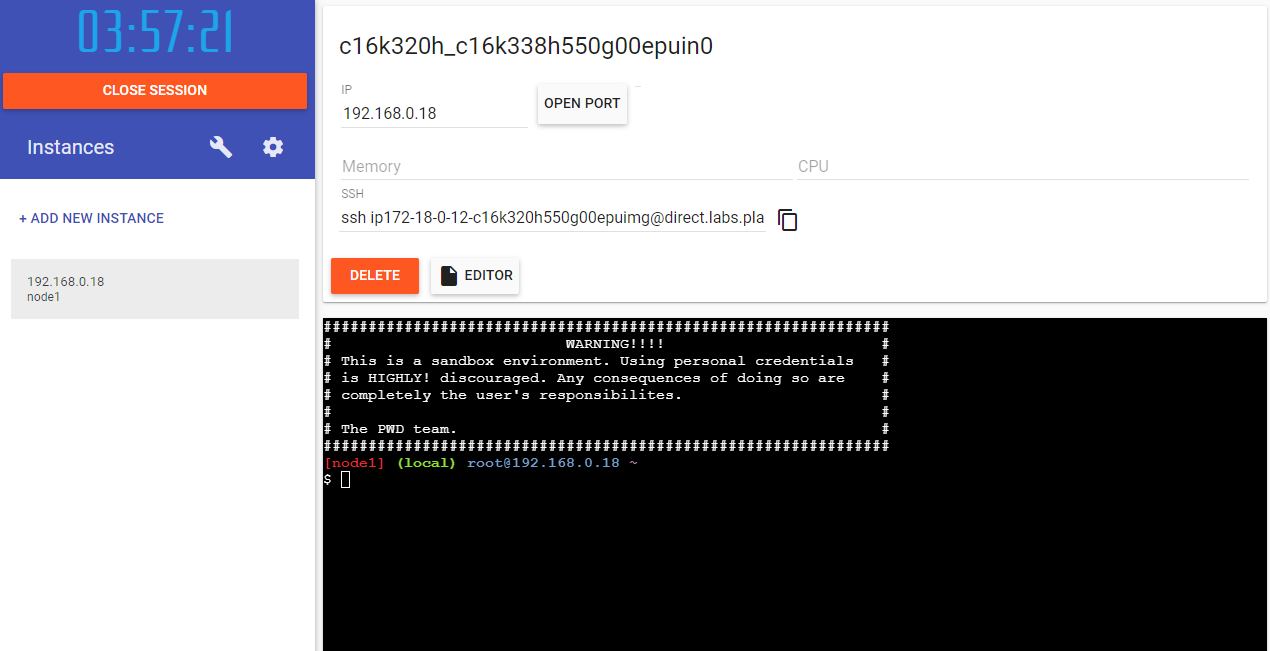 03:57:21
CLOSE SESSION
Instances
+ ADD NEW INSTANCE
192.168.0.18
node1
c16k320h_c16k338h550g00epuin0
IP
192.168.0.18
OPEN PORT
Memory
CPU
SSH
ssh ip172-18-0-12-c16k320h550g00epuimg@direct.labs.pla
DELETE
EDITOR
###############################################################
# WARNING!!!! #
# This is a sandbox environment. Using personal credentials #
# is HIGHLY! discouraged. Any consequences of doing so are #
# completely the user's responsibilites. #
# #
# The PWD team. #
###############################################################
[node1] (local) root@192.168.0.18 ~
$